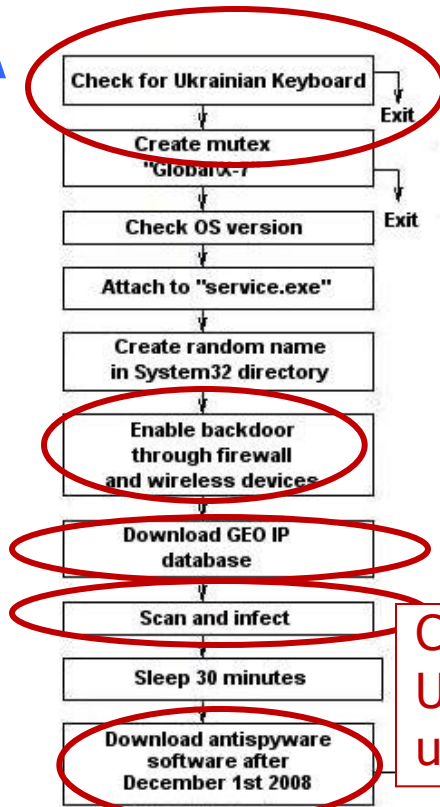 Check for Ukrainian Keyboard
Exit
Create mutex
"Global\X-7"
Exit
Check OS version
Attach to "service.exe"
Create random name
in System32 directory
Enable backdoor
through firewall
and wireless devices
Download GEO IP
database
Scan and infect
Sleep 30 minutes
Download antispyware
software after
December 1st 2008